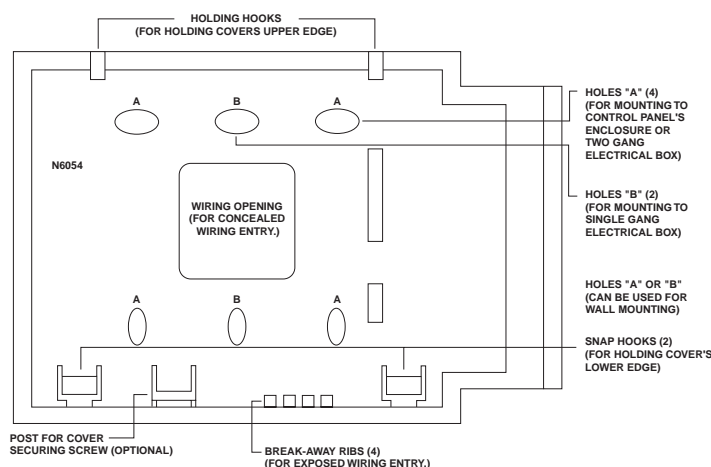 HOLDING HOOKS
(FOR HOLDING COVERS UPPER EDGE)
A
B
A
HOLES "A" (4)
(FOR MOUNTING TO
CONTROL PANEL'S
ENCLOSURE OR
TWO GANG
ELECTRICAL BOX)
N6054
WIRING OPENING
(FOR CONCEALED
WIRING ENTRY.)
HOLES "B" (2)
(FOR MOUNTING TO
SINGLE GANG
ELECTRICAL BOX)
A
B
A
HOLES "A" OR "B"
(CAN BE USED FOR
WALL MOUNTING)
SNAP HOOKS (2)
(FOR HOLDING COVER'S
LOWER EDGE)
POST FOR COVER
SECURING SCREW (OPTIONAL)
BREAK-AWAY RIBS (4)
(FOR EXPOSED WIRING ENTRY.)